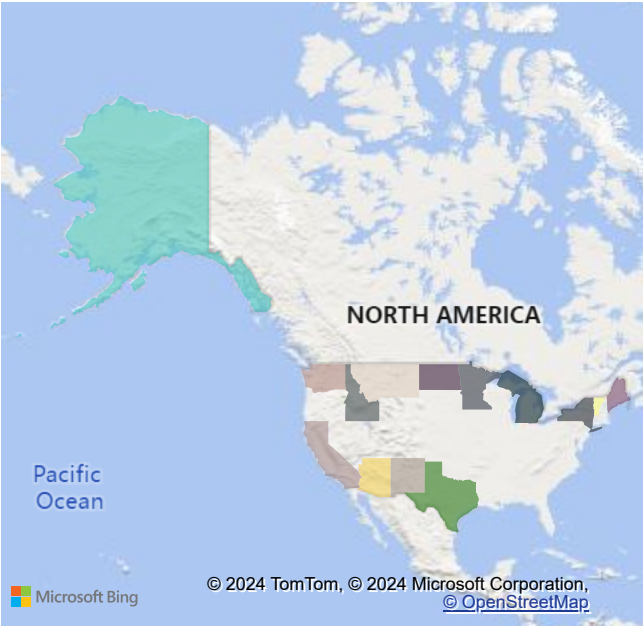 NORTH AMERICA
Pacific
Ocean
© 2024 TomTom, © 2024 Microsoft Corporation,
Microsoft Bing
© OpenStreetMap